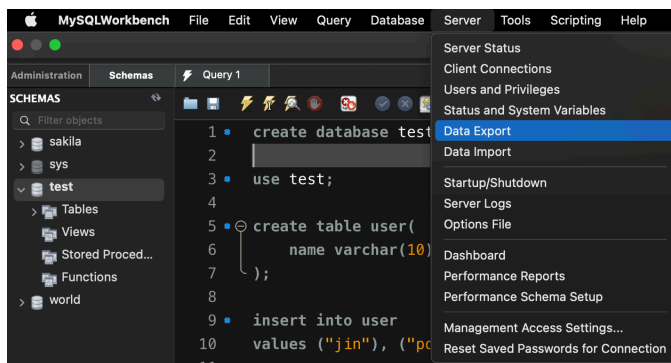 MySQLWorkbench File Edit View Query Database Server Tools Scripting Help
Administration Schemas Query 1
SCHEMAS
Filter objects
sakila
sys
test
Tables
Views
Stored Proced...
Functions
world
1 create database test
2
3 use test;
4
5 create table user(
6 name varchar(10)
7 );
8
9 insert into user
10 values ("jin"), ("po
Server Status
Client Connections
Users and Privileges
Status and System Variables
Data Export
Data Import
Startup/Shutdown
Server Logs
Options File
Dashboard
Performance Reports
Performance Schema Setup
Management Access Settings...
Reset Saved Passwords for Connection